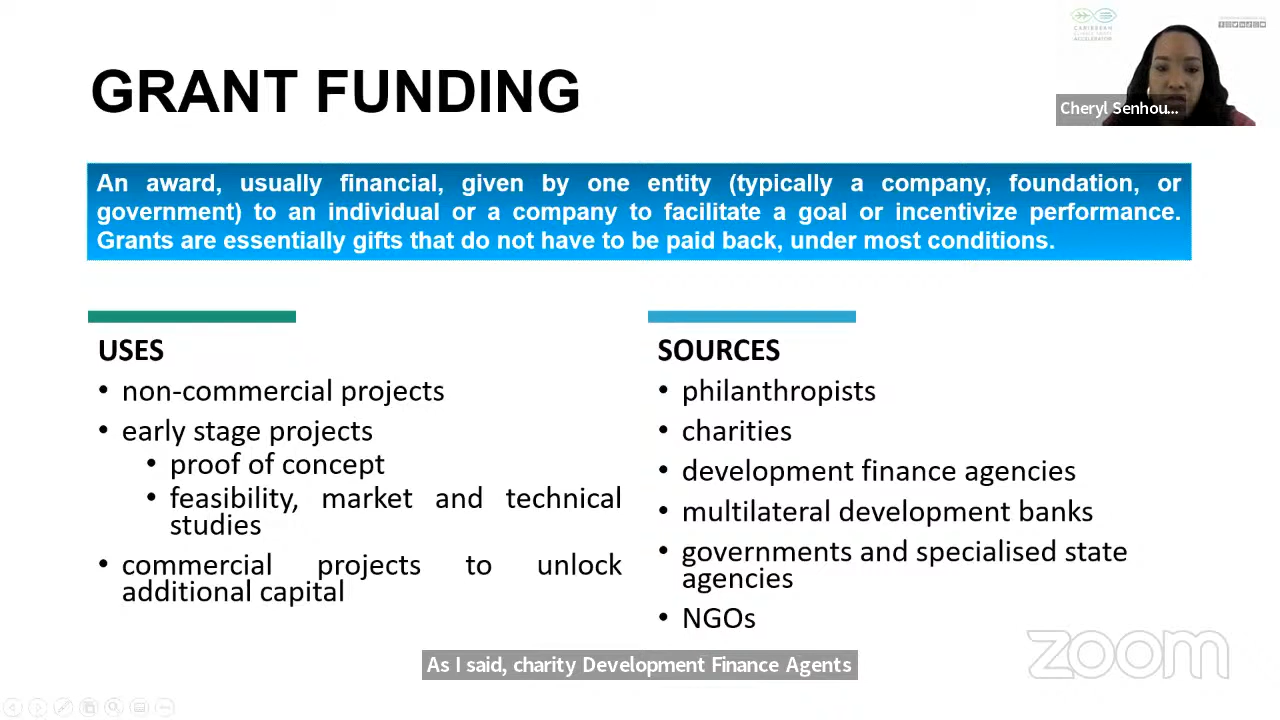 CARIBBEAN
ACCELERATOR
GRANT FUNDING
Cheryl Senhou...
An award, usually financial, given by one entity (typically a company, foundation, or
government) to an individual or a company to facilitate a goal or incentivize performance.
Grants are essentially gifts that do not have to be paid back, under most conditions.
USES
• non-commercial projects
• early stage projects
• proof of concept
• feasibility, market and technical
studies
• commercial projects to unlock
additional capital
SOURCES
• philanthropists
• charities
• development finance agencies
• multilateral development banks
• governments and specialised state
agencies
• NGOs
As I said, charity Development Finance Agents
zoom